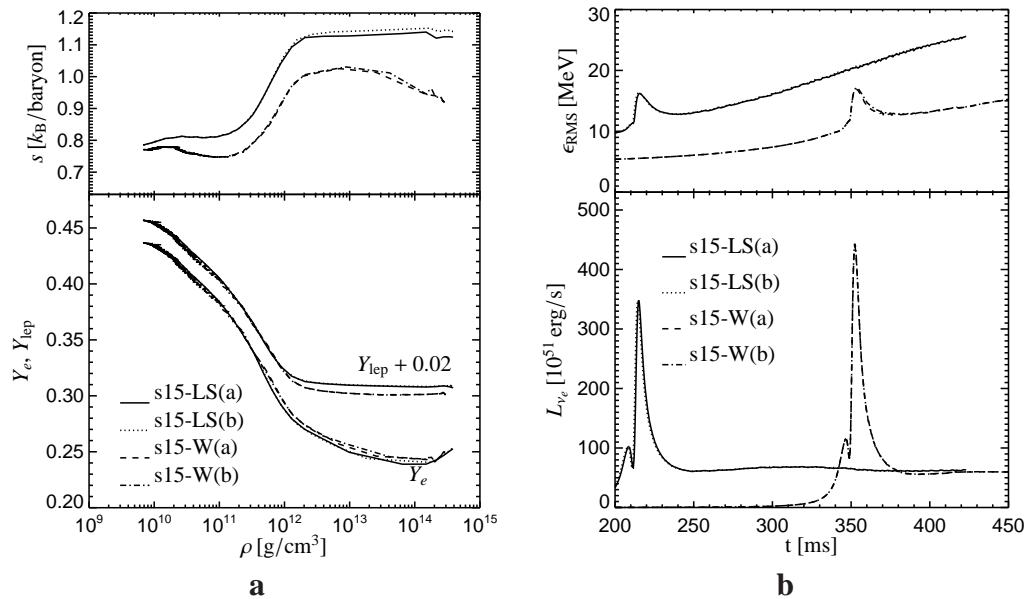 1.2
1.1
1.0
0.9
0.8
0.7
s [k_B/baryon]
0.45
0.40
0.35
0.30
0.25
0.20
Y_e, Y_lep
Y_lep + 0.02
s15-LS(a)
s15-LS(b)
s15-W(a)
s15-W(b)
Y_e
10^9 10^10 10^11 10^12 10^13 10^14 10^15
ρ [g/cm^3]
a
30
20
10
0
ϵ_RMS [MeV]
500
400
300
200
100
0
L_{ν_e} [10^51 erg/s]
s15-LS(a)
s15-LS(b)
s15-W(a)
s15-W(b)
200 250 300 350 400 450
t [ms]
b